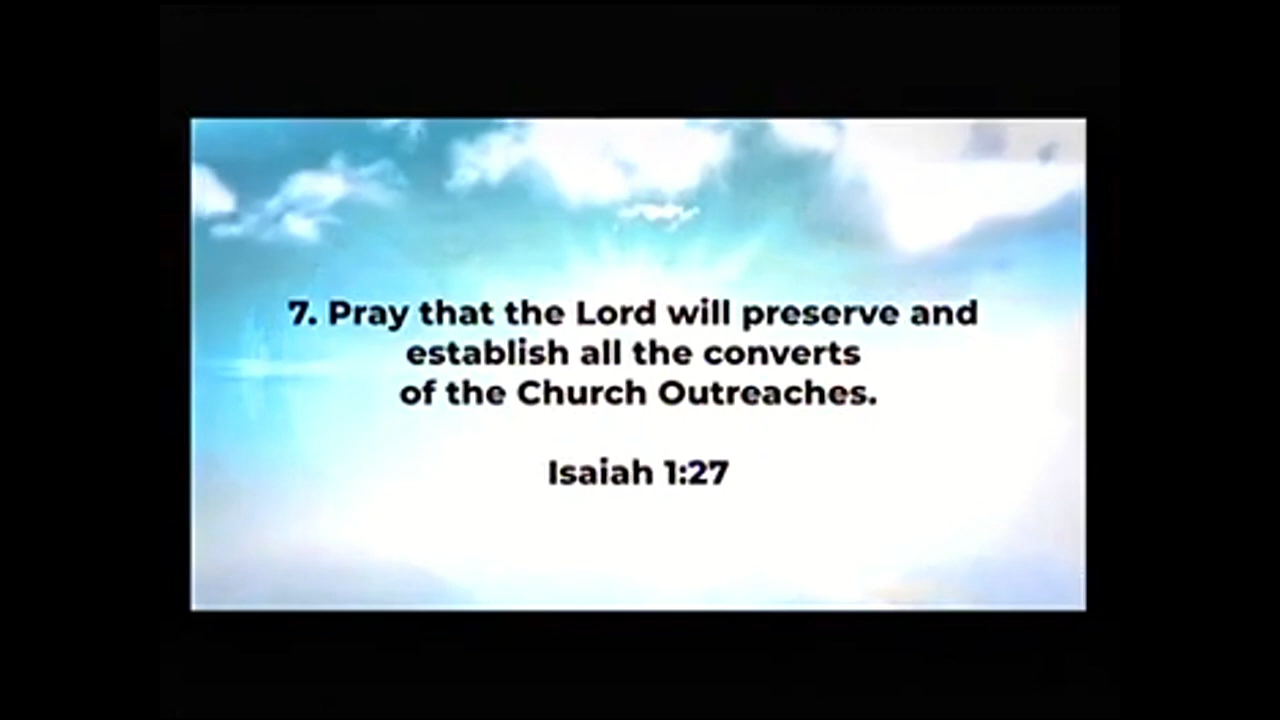 7. Pray that the Lord will preserve and
establish all the converts
of the Church Outreaches.
Isaiah 1:27